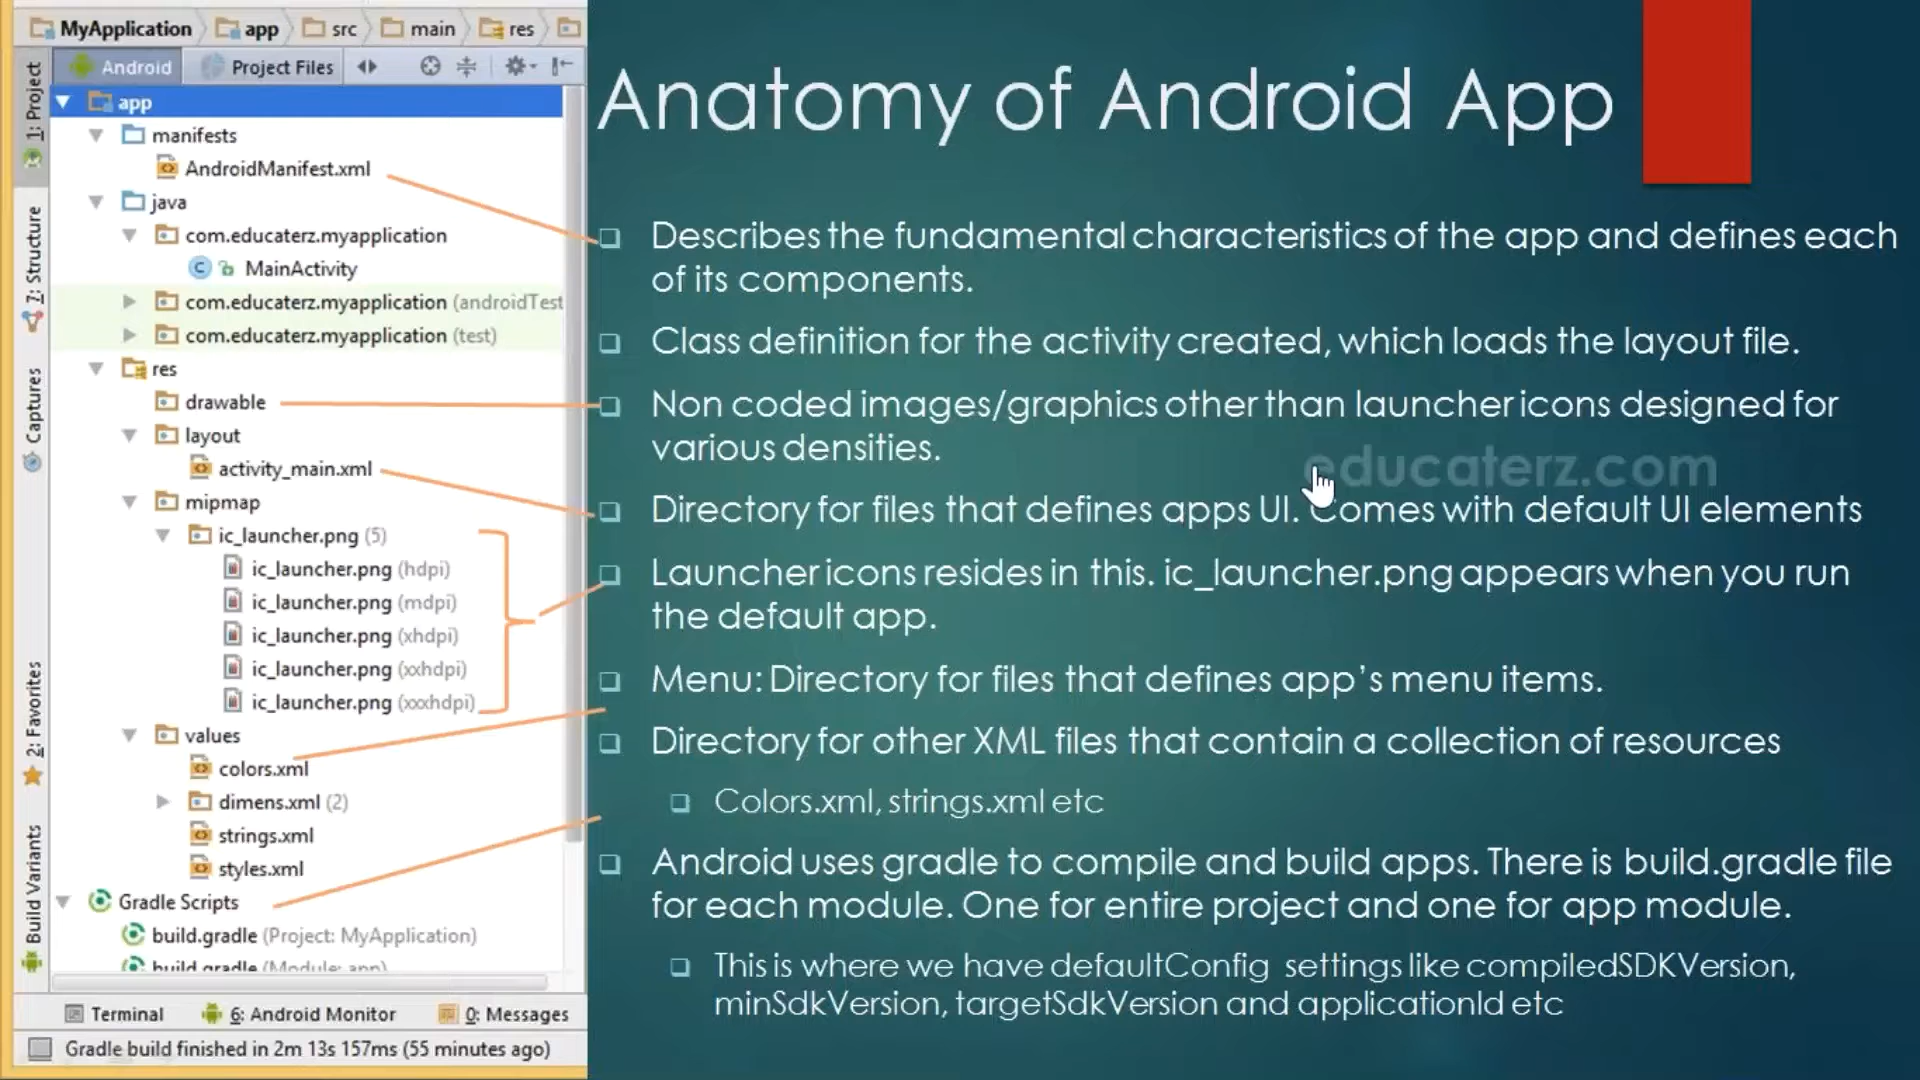 MyApplication app src main res
Android Project Files
1: Project
7: Structure
Captures
2: Favorites
Build Variants
app
manifests
AndroidManifest.xml
java
com.educaterz.myapplication
MainActivity
com.educaterz.myapplication (androidTest
com.educaterz.myapplication (test)
res
drawable
layout
activity_main.xml
mipmap
ic_launcher.png (5)
ic_launcher.png (hdpi)
ic_launcher.png (mdpi)
ic_launcher.png (xhdpi)
ic_launcher.png (xxhdpi)
ic_launcher.png (xxxhdpi)
values
colors.xml
dimens.xml (2)
strings.xml
styles.xml
Gradle Scripts
build.gradle (Project: MyApplication)
build.gradle (Module: app)
Terminal 6: Android Monitor 0: Messages
Gradle build finished in 2m 13s 157ms (55 minutes ago)
Anatomy of Android App
Describes the fundamental characteristics of the app and defines each
of its components.
Class definition for the activity created, which loads the layout file.
Non coded images/graphics other than launcher icons designed for
various densities.
educaterz.com
Directory for files that defines apps UI. Comes with default UI elements
Launcher icons resides in this. ic_launcher.png appears when you run
the default app.
Menu: Directory for files that defines app’s menu items.
Directory for other XML files that contain a collection of resources
Colors.xml, strings.xml etc
Android uses gradle to compile and build apps. There is build.gradle file
for each module. One for entire project and one for app module.
This is where we have defaultConfig settings like compiledSDKVersion,
minSdkVersion, targetSdkVersion and applicationId etc